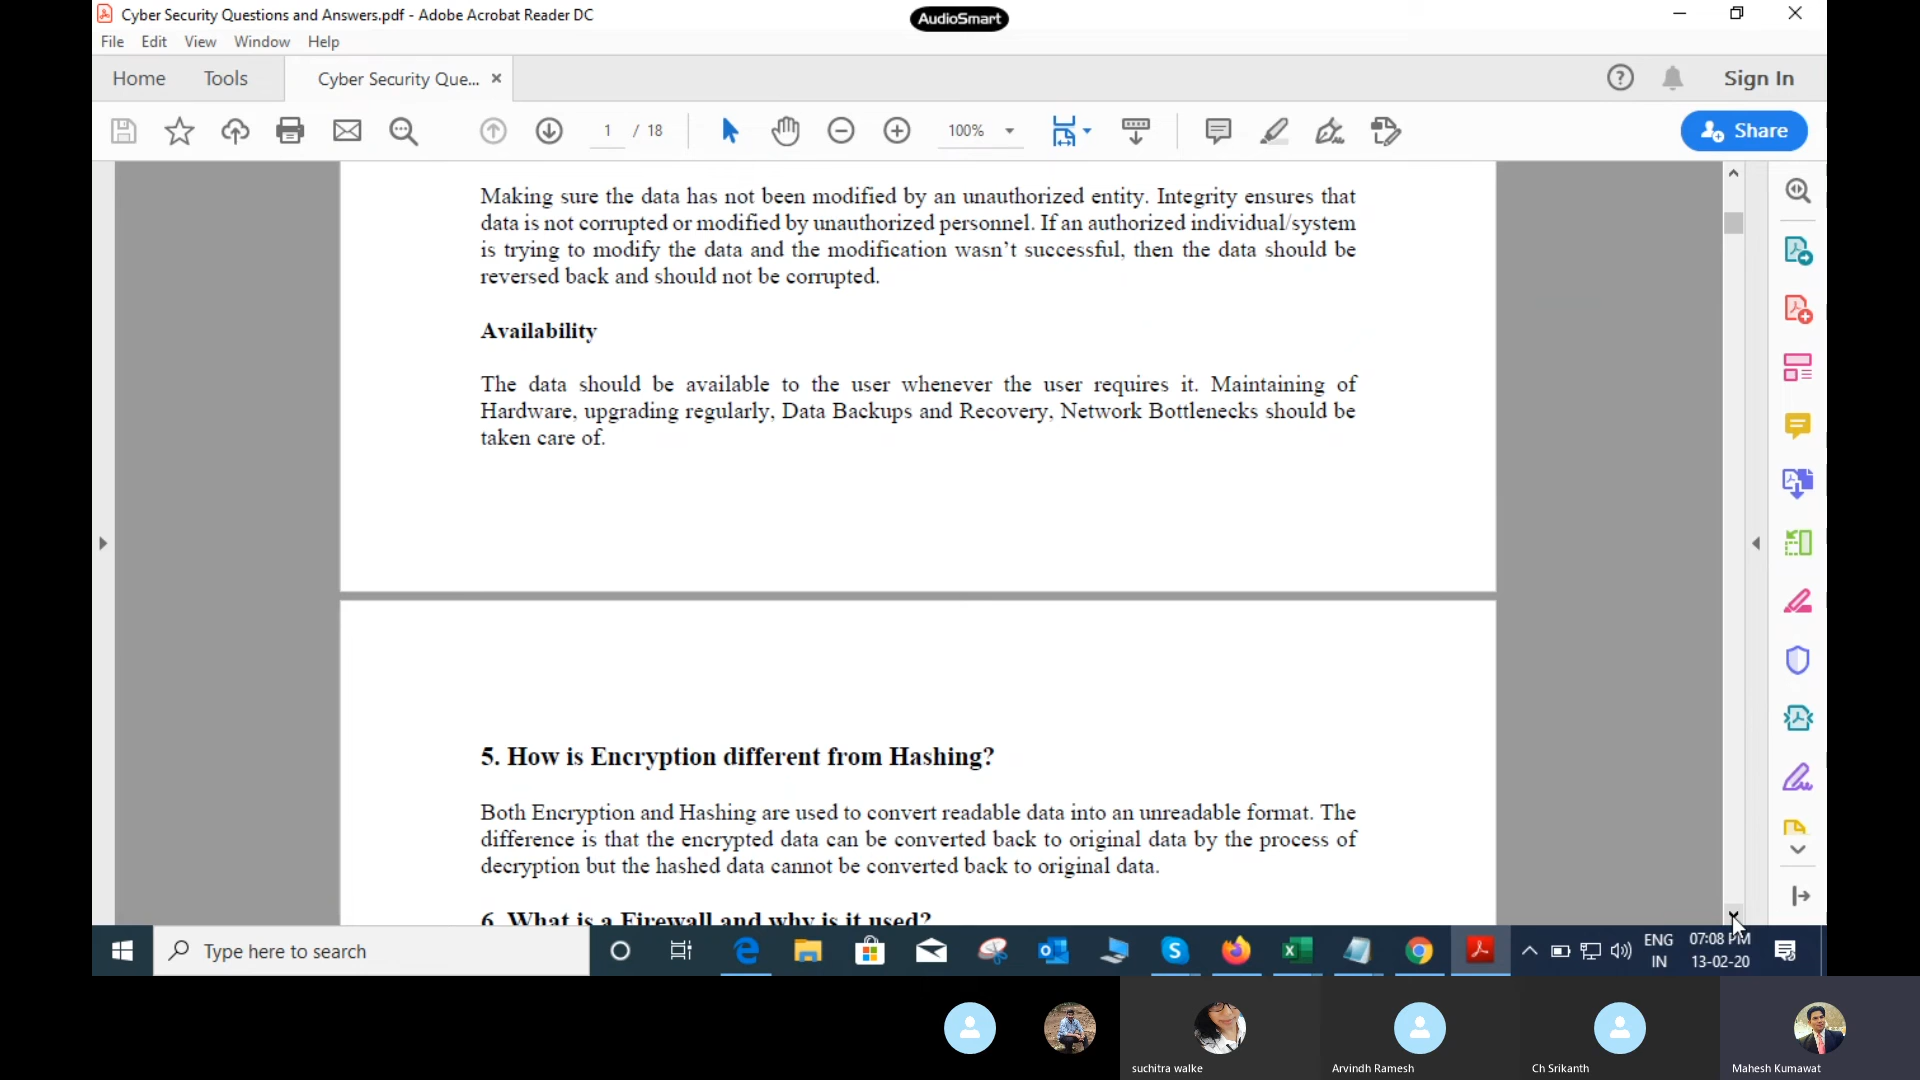 Cyber Security Questions and Answers.pdf - Adobe Acrobat Reader DC
AudioSmart
File Edit View Window Help
Home Tools Cyber Security Que... Sign In
1 / 18 100% Share
Making sure the data has not been modified by an unauthorized entity. Integrity ensures that
data is not corrupted or modified by unauthorized personnel. If an authorized individual/system
is trying to modify the data and the modification wasn't successful, then the data should be
reversed back and should not be corrupted.
Availability
The data should be available to the user whenever the user requires it. Maintaining of
Hardware, upgrading regularly, Data Backups and Recovery, Network Bottlenecks should be
taken care of.
5. How is Encryption different from Hashing?
Both Encryption and Hashing are used to convert readable data into an unreadable format. The
difference is that the encrypted data can be converted back to original data by the process of
decryption but the hashed data cannot be converted back to original data.
6. What is a Firewall and why is it used?
Type here to search
ENG 07:08 PM
IN 13-02-20
suchitra walke Arvindh Ramesh Ch Srikanth Mahesh Kumawat